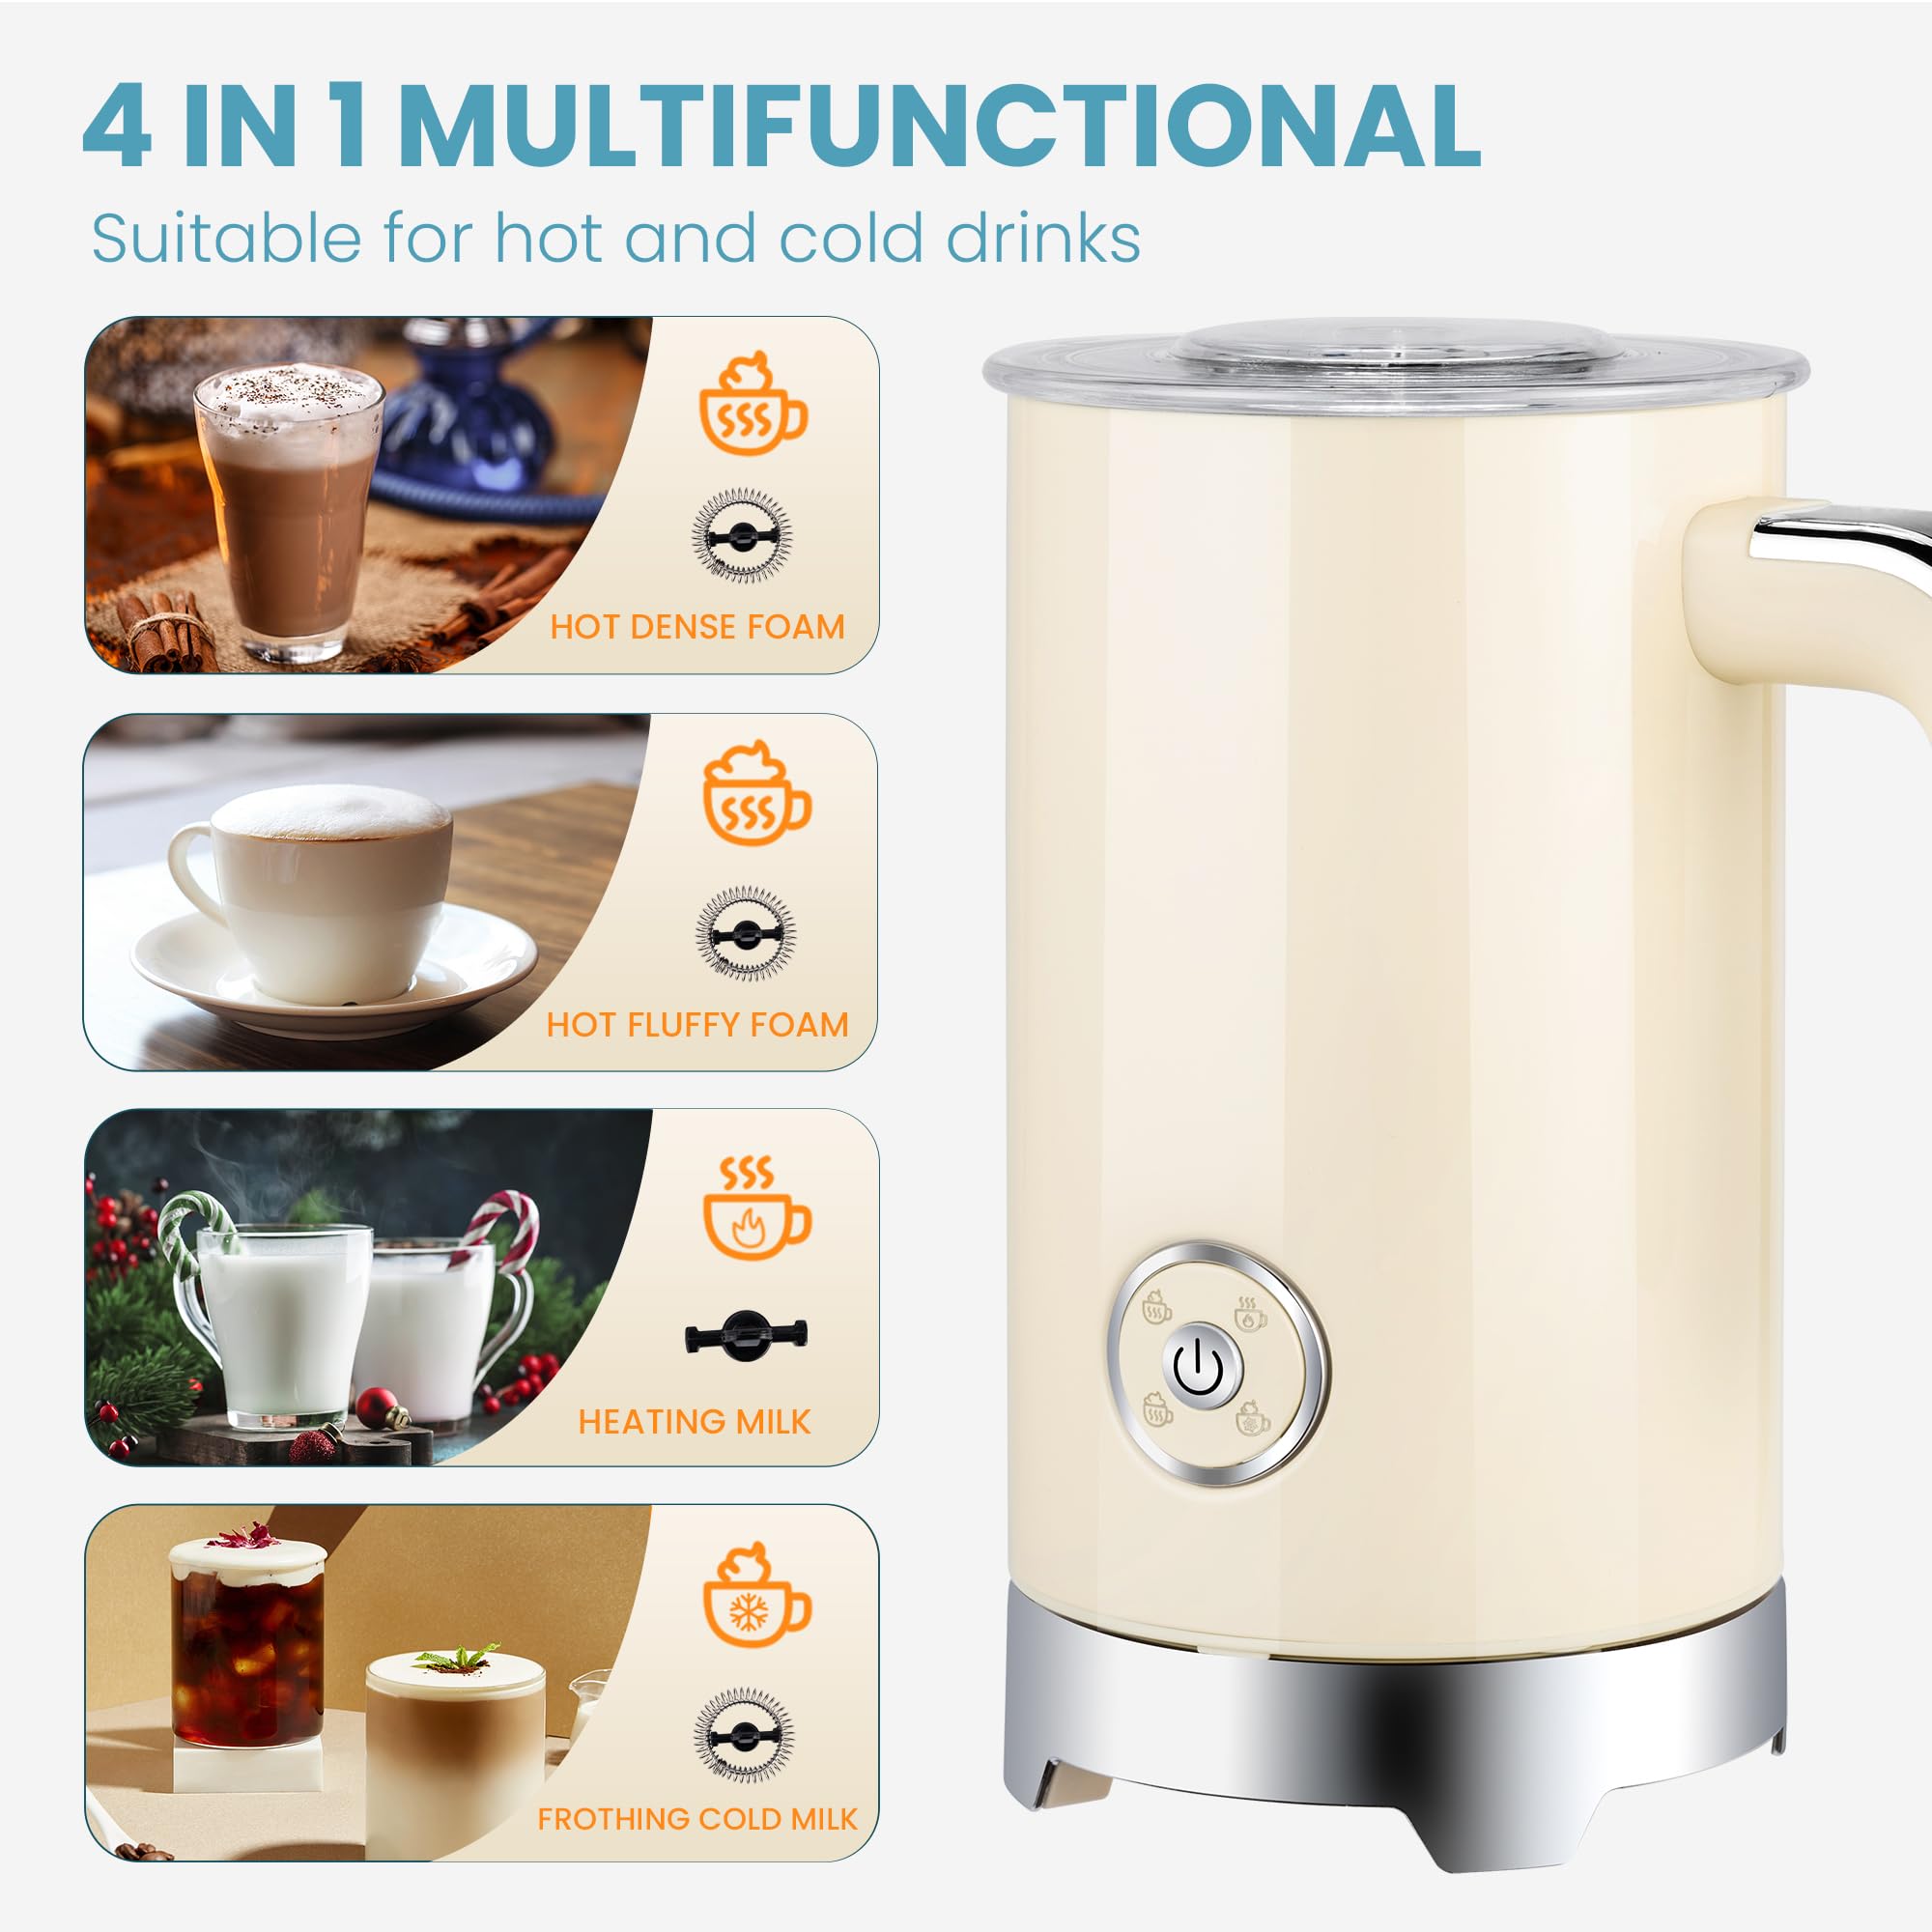 4 IN 1 MULTIFUNCTIONAL
Suitable for hot and cold drinks
HOT DENSE FOAM
HOT FLUFFY FOAM
HEATING MILK
FROTHING COLD MILK